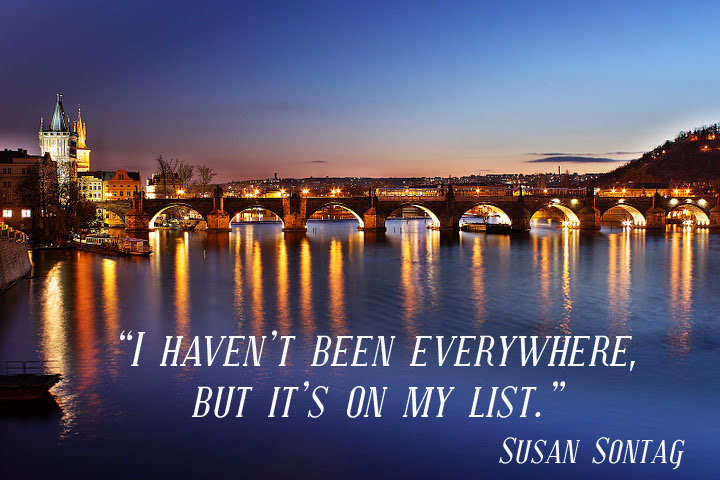 “I haven’t been everywhere,
but it’s on my list.”
Susan Sontag